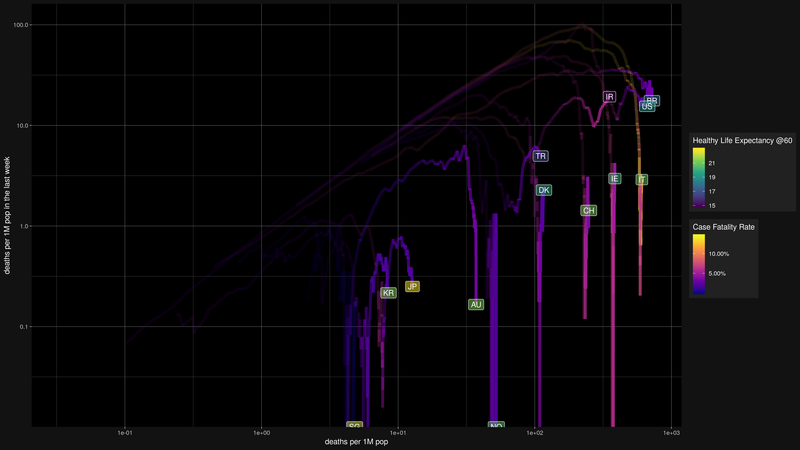 100.0
10.0
1.0
0.1
deaths per 1M pop in the last week
1e-01
1e+00
1e+01
1e+02
1e+03
deaths per 1M pop
IR
BR
US
TR
DK
IE
IT
CH
KR
JP
AU
SG
NO
Healthy Life Expectancy @60
21
19
17
15
Case Fatality Rate
10.00%
5.00%